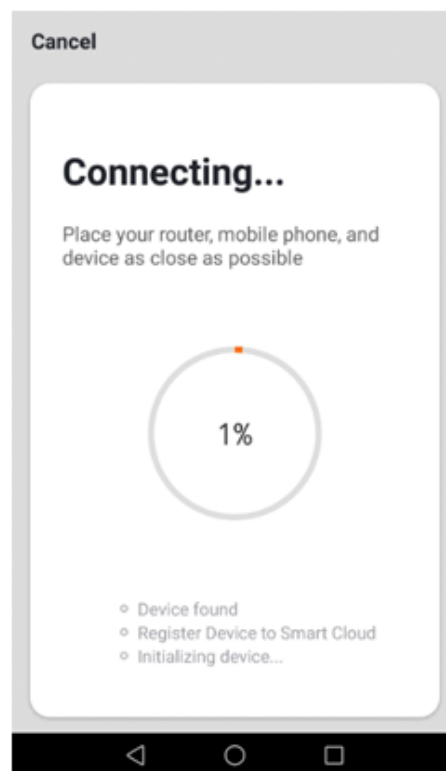 Cancel
Connecting...
Place your router, mobile phone, and
device as close as possible
1%
Device found
Register Device to Smart Cloud
Initializing device...